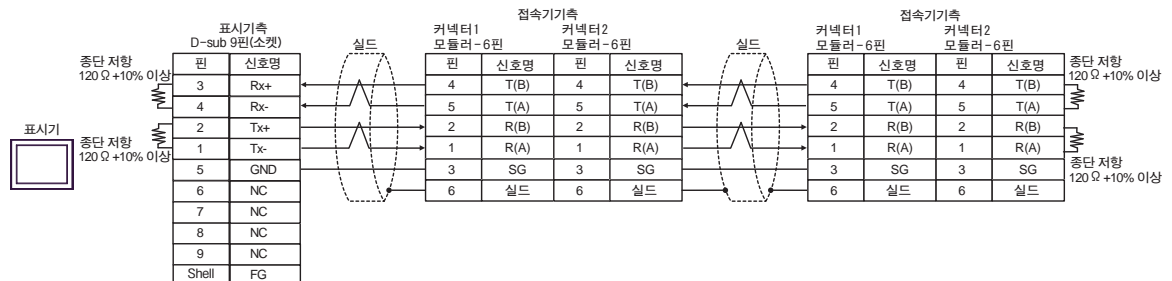 접속기기측
접속기기측
표시기측
D-sub 9핀(소켓)
실드
커넥터1
모듈러-6핀
커넥터2
모듈러-6핀
실드
커넥터1
모듈러-6핀
커넥터2
모듈러-6핀
핀 신호명 핀 신호명 핀 신호명 핀 신호명 핀 신호명
종단 저항
120Ω+10% 이상
3 Rx+ 4 T(B) 4 T(B) 4 T(B) 4 T(B)
종단 저항
120Ω+10% 이상
4 Rx- 5 T(A) 5 T(A) 5 T(A) 5 T(A)
표시기
2 Tx+ 2 R(B) 2 R(B) 2 R(B) 2 R(B)
종단 저항
120Ω+10% 이상
1 Tx- 1 R(A) 1 R(A) 1 R(A) 1 R(A)
종단 저항
120Ω+10% 이상
5 GND 3 SG 3 SG 3 SG 3 SG
6 NC 6 실드 6 실드 6 실드 6 실드
7 NC
8 NC
9 NC
Shell FG